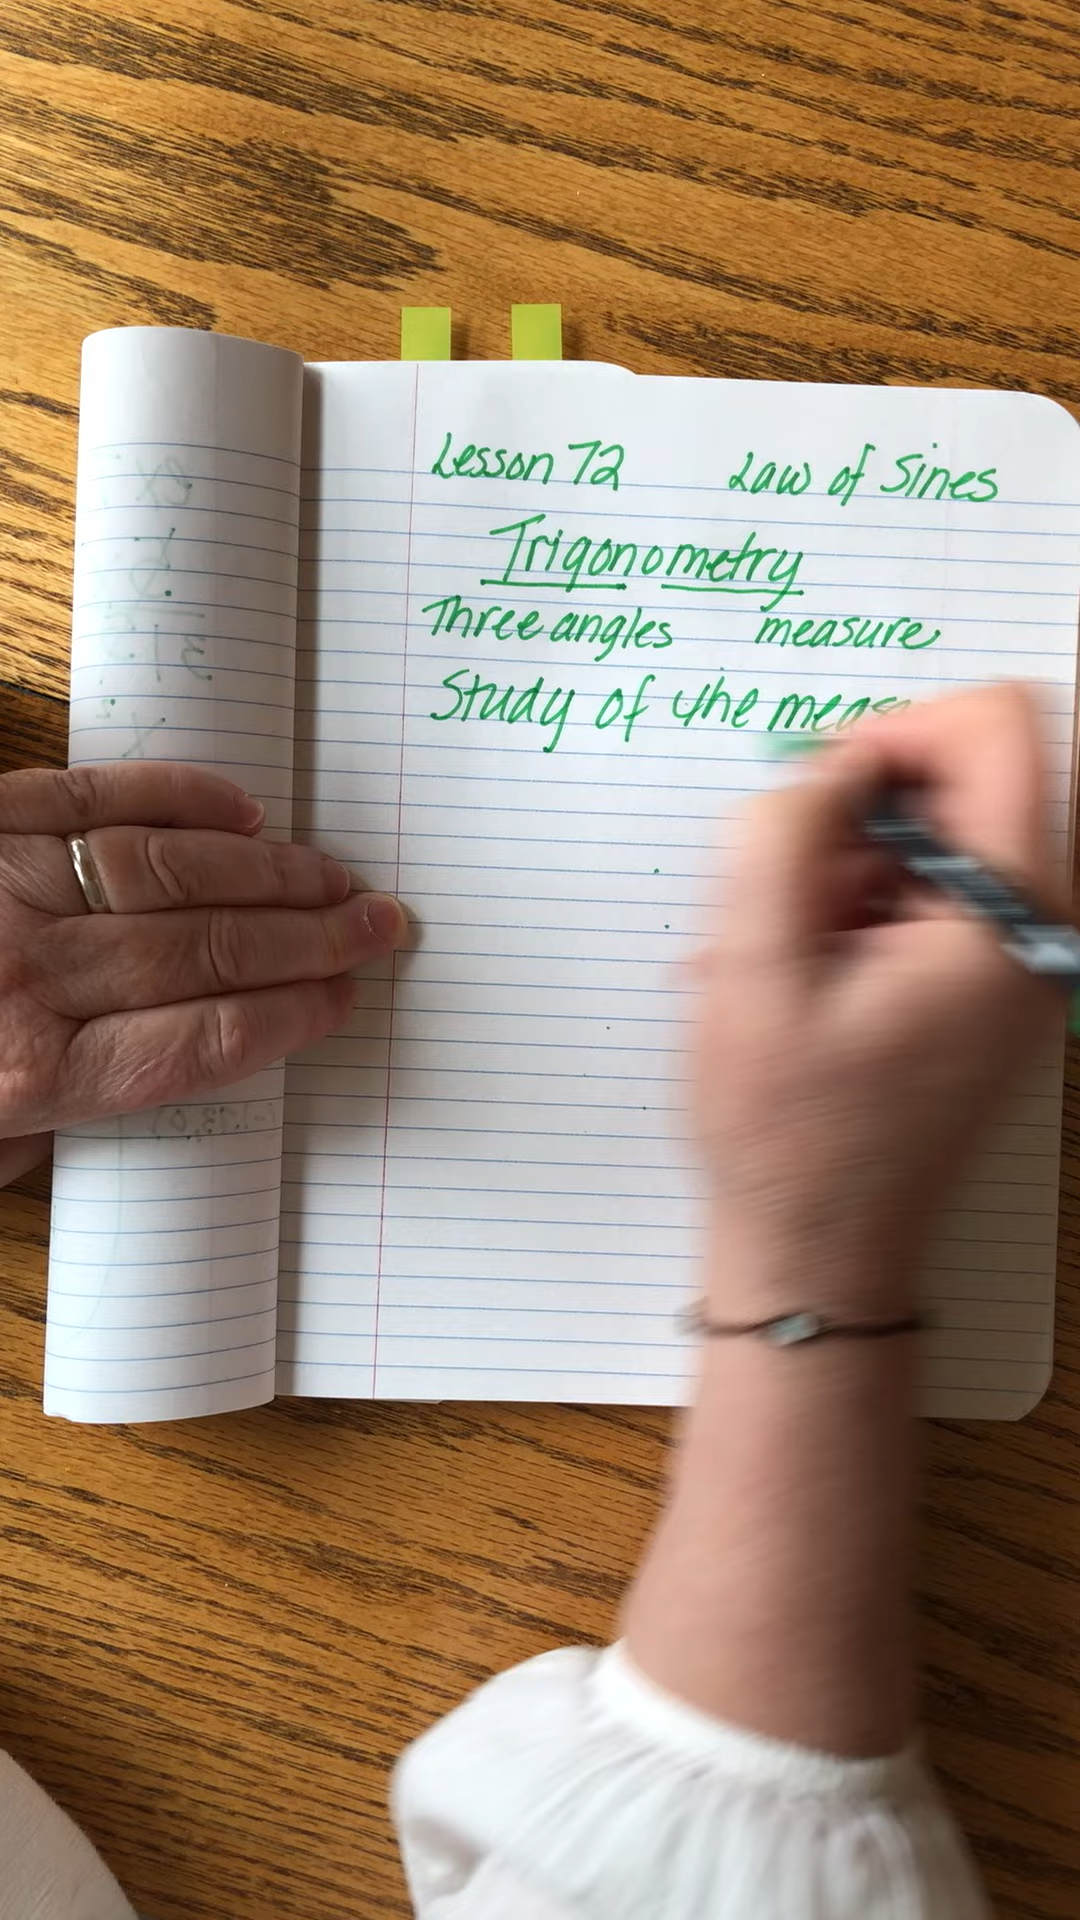 Lesson 72 Law of Sines
Trigonometry
Three angles measure
Study of the